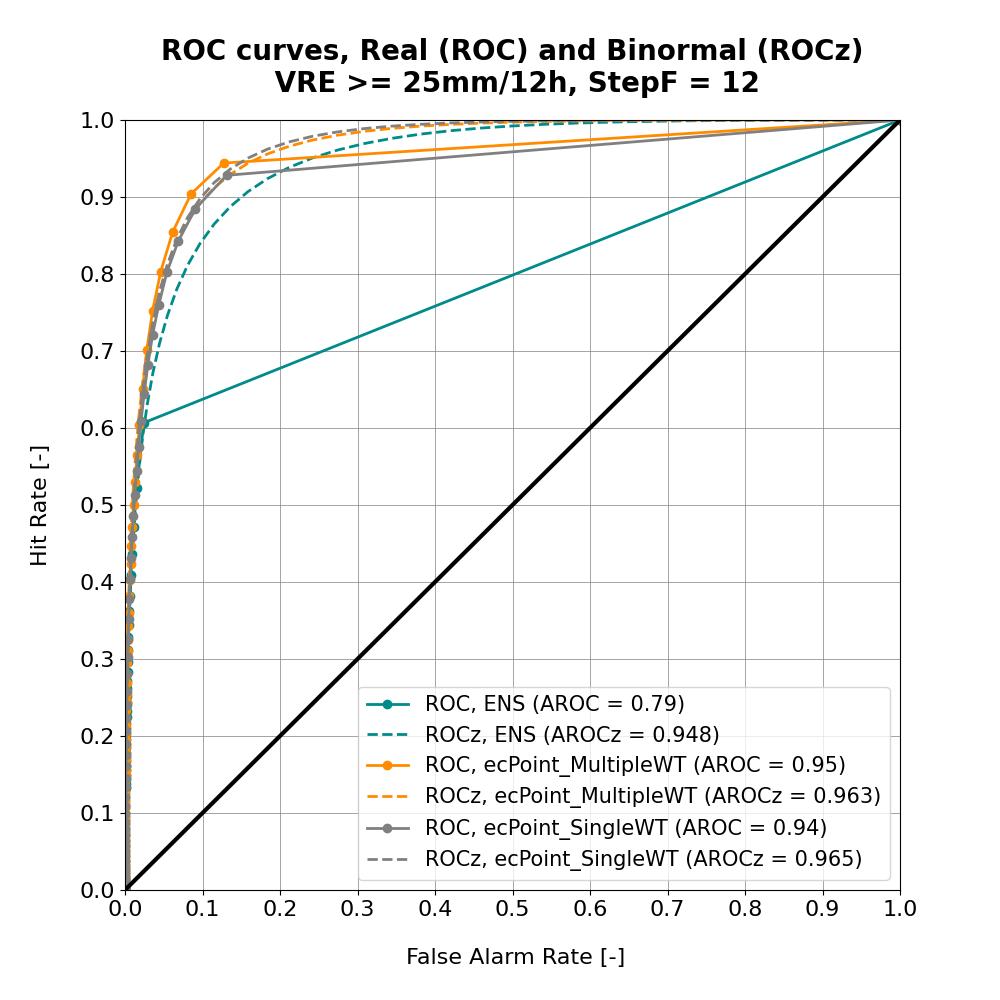 ROC curves, Real (ROC) and Binormal (ROCz)
VRE >= 25mm/12h, StepF = 12
1.0
0.9
0.8
0.7
0.6
0.5
0.4
0.3
0.2
0.1
0.0
Hit Rate [-]
ROC, ENS (AROC = 0.79)
ROCz, ENS (AROCz = 0.948)
ROC, ecPoint_MultipleWT (AROC = 0.95)
ROCz, ecPoint_MultipleWT (AROCz = 0.963)
ROC, ecPoint_SingleWT (AROC = 0.94)
ROCz, ecPoint_SingleWT (AROCz = 0.965)
0.0 0.1 0.2 0.3 0.4 0.5 0.6 0.7 0.8 0.9 1.0
False Alarm Rate [-]